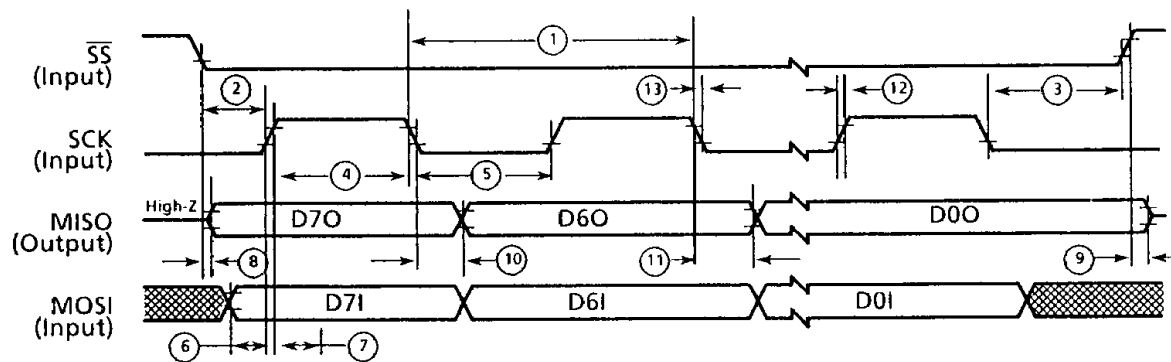 SS
(Input)
1
2
13
12
3
SCK
(Input)
4
5
High-Z
MISO
(Output)
D7O
D6O
D0O
8
10
11
9
MOSI
(Input)
D7I
D6I
D0I
6
7